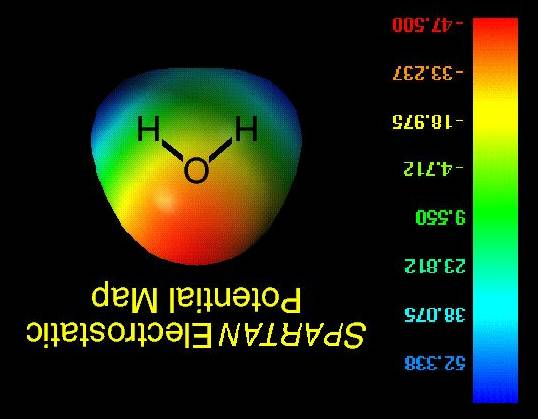 SPARTAN Electrostatic
Potential Map
O
H H
52.338
38.075
23.812
9.550
-4.712
-18.975
-33.237
-47.500